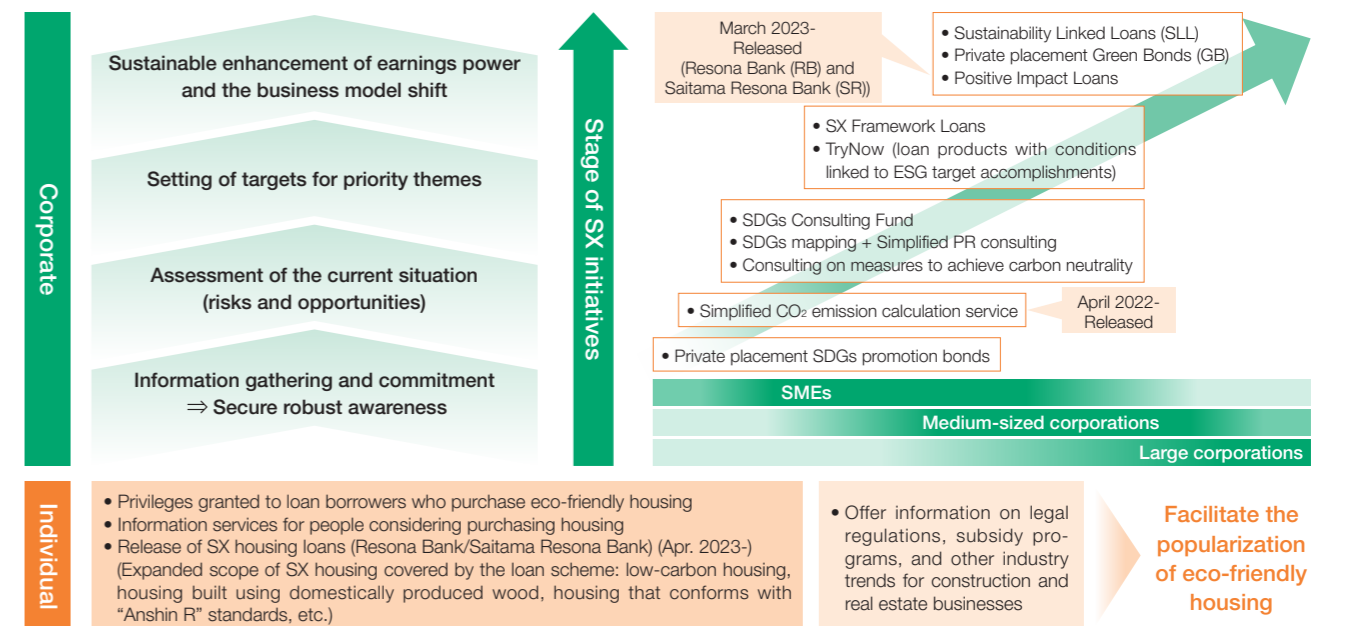 Corporate
Sustainable enhancement of earnings power
and the business model shift
Setting of targets for priority themes
Assessment of the current situation
(risks and opportunities)
Information gathering and commitment
⇒ Secure robust awareness
Stage of SX initiatives
March 2023-
Released
(Resona Bank (RB) and
Saitama Resona Bank (SR))
• Sustainability Linked Loans (SLL)
• Private placement Green Bonds (GB)
• Positive Impact Loans
• SX Framework Loans
• TryNow (loan products with conditions
linked to ESG target accomplishments)
• SDGs Consulting Fund
• SDGs mapping + Simplified PR consulting
• Consulting on measures to achieve carbon neutrality
• Simplified CO₂ emission calculation service
April 2022-
Released
• Private placement SDGs promotion bonds
SMEs
Medium-sized corporations
Large corporations
Individual
• Privileges granted to loan borrowers who purchase eco-friendly housing
• Information services for people considering purchasing housing
• Release of SX housing loans (Resona Bank/Saitama Resona Bank) (Apr. 2023-)
(Expanded scope of SX housing covered by the loan scheme: low-carbon housing,
housing built using domestically produced wood, housing that conforms with
“Anshin R” standards, etc.)
• Offer information on legal
regulations, subsidy pro-
grams, and other industry
trends for construction and
real estate businesses
Facilitate the
popularization
of eco-friendly
housing